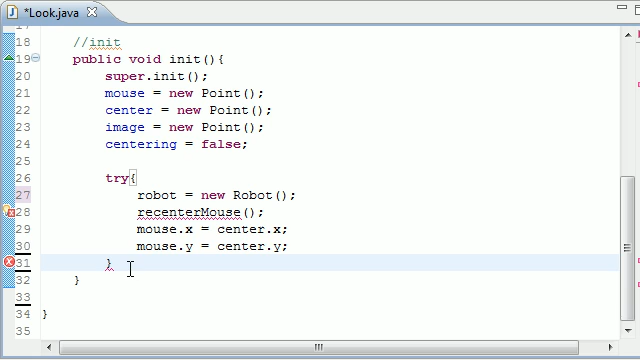 *Look.java
17
18 //init
19 public void init(){
20 super.init();
21 mouse = new Point();
22 center = new Point();
23 image = new Point();
24 centering = false;
25
26 try{
27 robot = new Robot();
28 recenterMouse();
29 mouse.x = center.x;
30 mouse.y = center.y;
31 }
32 }
33
34 }
35